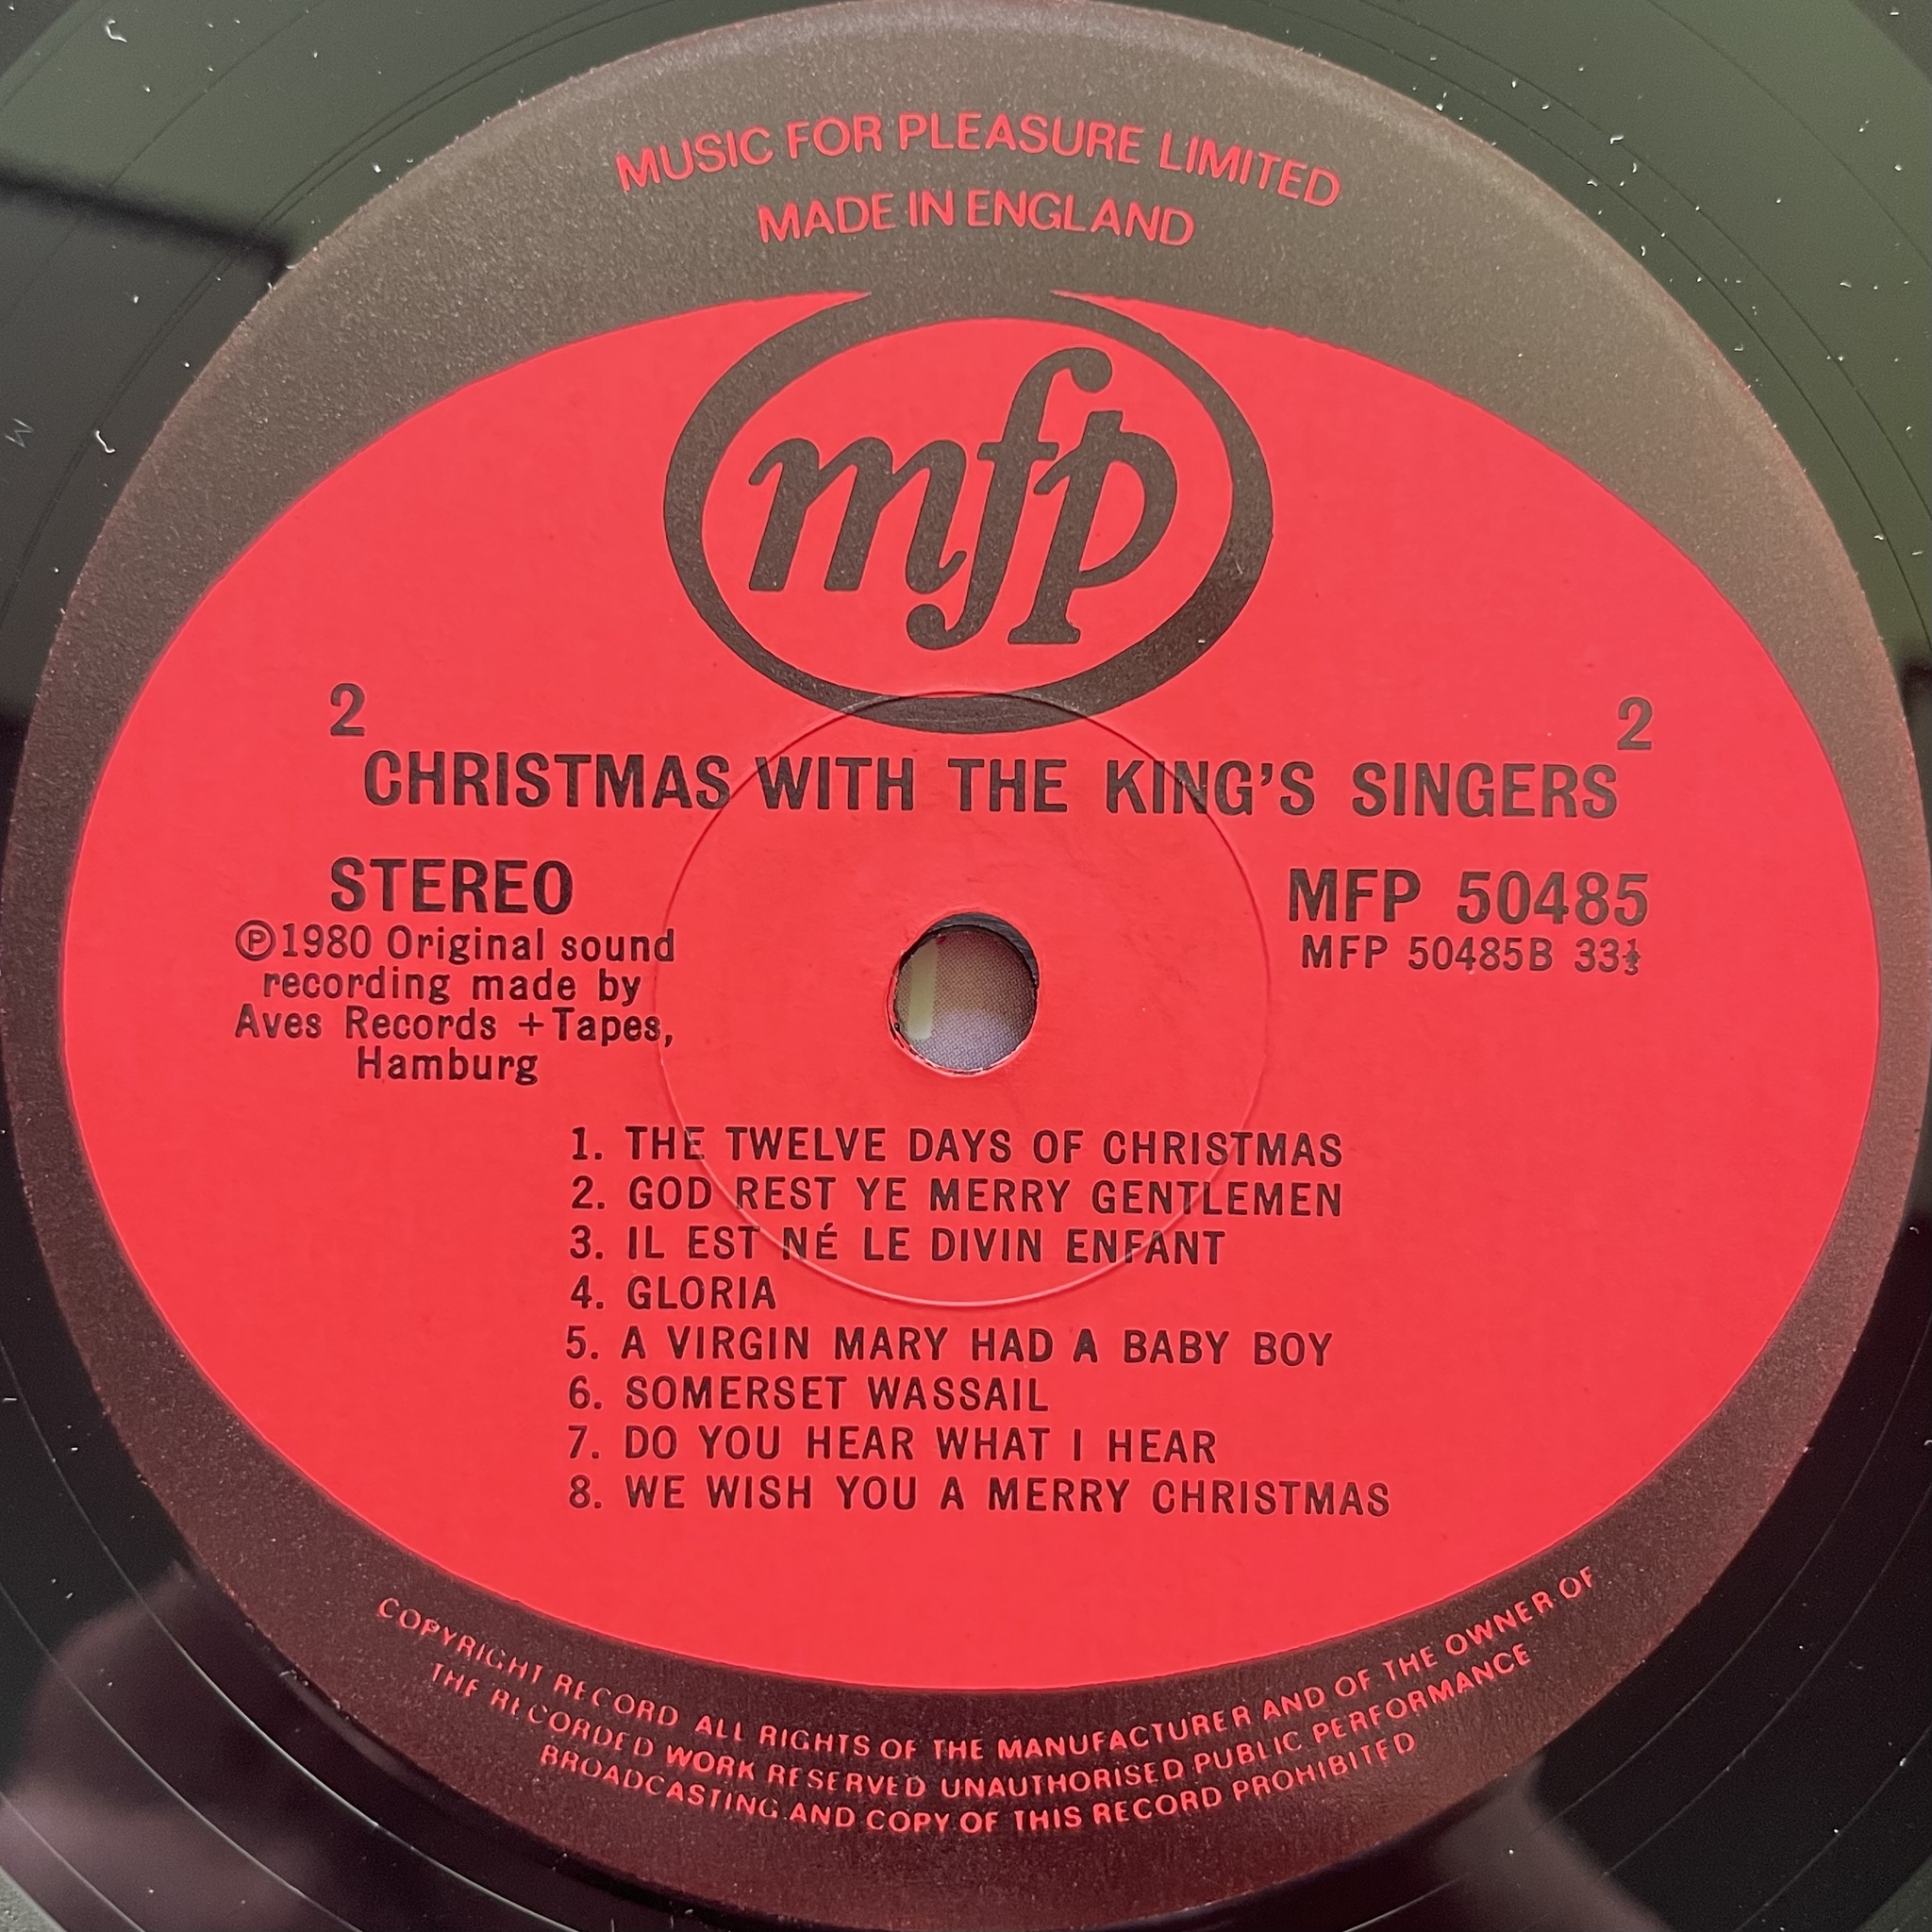 MUSIC FOR PLEASURE LIMITED
MADE IN ENGLAND
mfp
2 2
CHRISTMAS WITH THE KING'S SINGERS
STEREO
MFP 50485
Ⓟ1980 Original sound
recording made by
Aves Records + Tapes,
Hamburg
MFP 50485B 33⅓
1. THE TWELVE DAYS OF CHRISTMAS
2. GOD REST YE MERRY GENTLEMEN
3. IL EST NÉ LE DIVIN ENFANT
4. GLORIA
5. A VIRGIN MARY HAD A BABY BOY
6. SOMERSET WASSAIL
7. DO YOU HEAR WHAT I HEAR
8. WE WISH YOU A MERRY CHRISTMAS
COPYRIGHT RECORD ALL RIGHTS OF THE MANUFACTURER AND OF THE OWNER OF
THE RECORDED WORK RESERVED UNAUTHORISED PUBLIC PERFORMANCE
BROADCASTING AND COPY OF THIS RECORD PROHIBITED